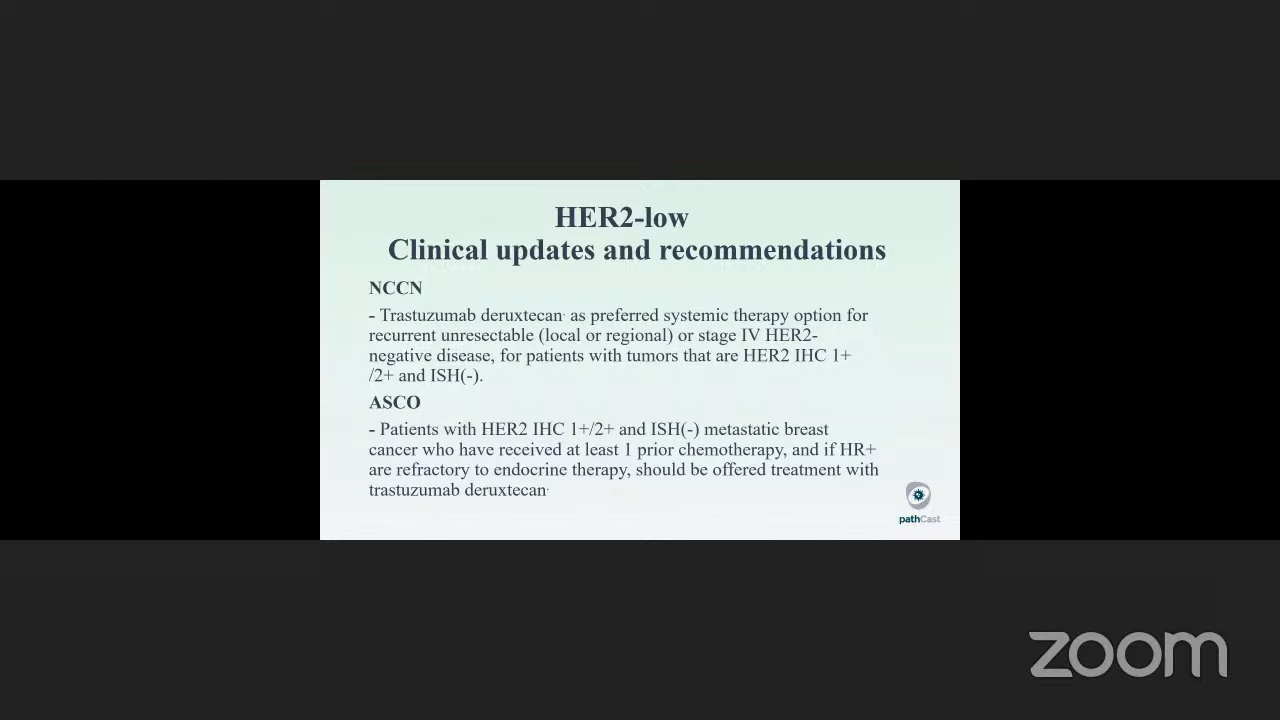 HER2-low
Clinical updates and recommendations
NCCN
- Trastuzumab deruxtecan as preferred systemic therapy option for
recurrent unresectable (local or regional) or stage IV HER2-
negative disease, for patients with tumors that are HER2 IHC 1+
/2+ and ISH(-).
ASCO
- Patients with HER2 IHC 1+/2+ and ISH(-) metastatic breast
cancer who have received at least 1 prior chemotherapy, and if HR+
are refractory to endocrine therapy, should be offered treatment with
trastuzumab deruxtecan
pathCast
zoom